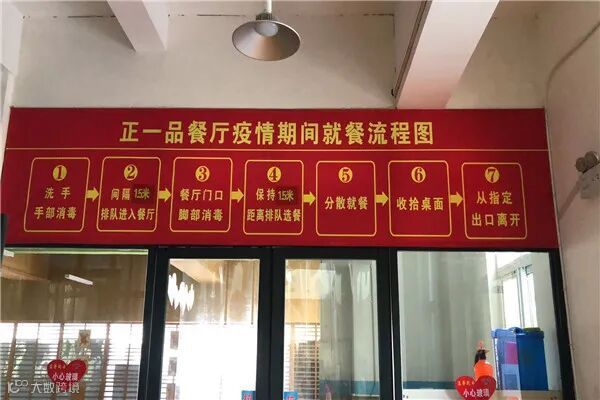 正一品餐厅疫情期间就餐流程图
1
洗手
手部消毒
2
间隔1.5米
排队进入餐厅
3
餐厅门口
脚部消毒
4
保持1.5米
距离排队选餐
5
分散就餐
6
收拾桌面
7
从指定
出口离开
小心玻璃
小心玻璃
大数跨境